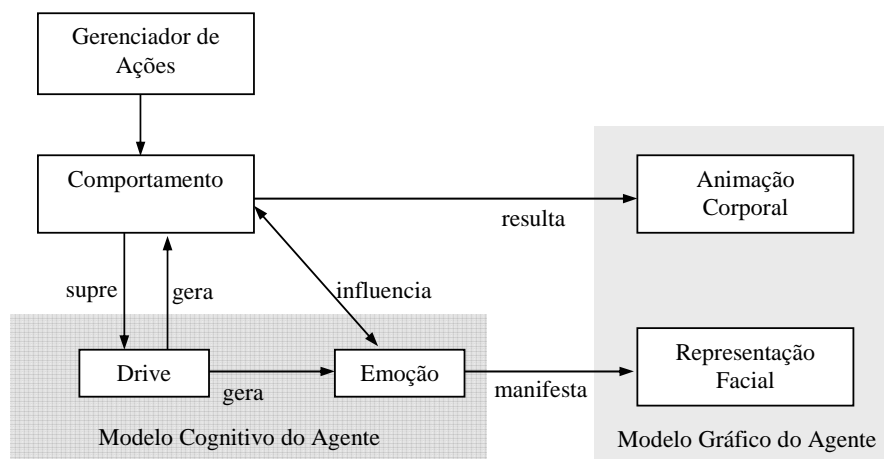 Gerenciador de
Ações
Comportamento
Animação
Corporal
resulta
supre
gera
influencia
Drive
gera
Emoção
manifesta
Representação
Facial
Modelo Cognitivo do Agente
Modelo Gráfico do Agente